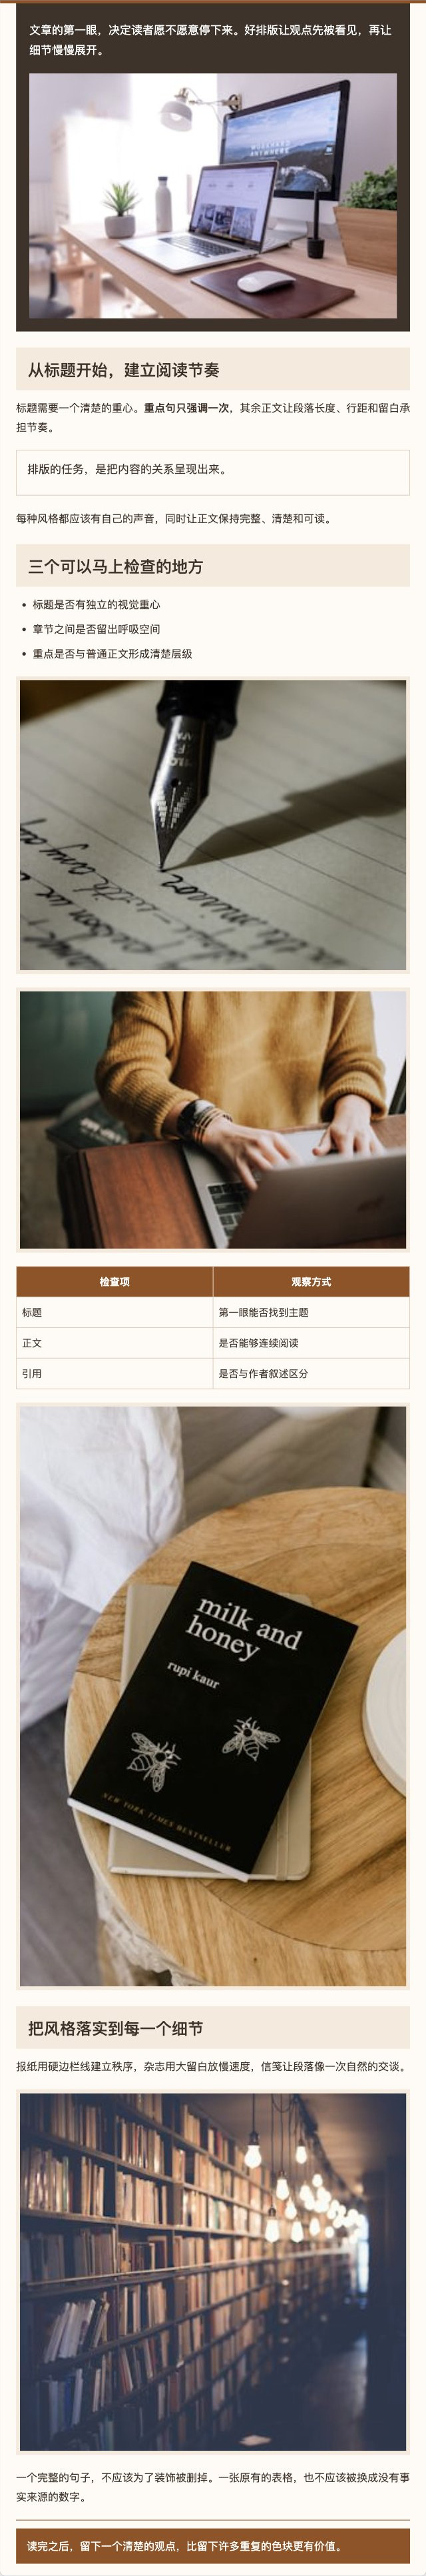 文章的第一眼，决定读者愿不愿意停下来。好排版让观点先被看见，再让
细节慢慢展开。
从标题开始，建立阅读节奏
标题需要一个清楚的重心。重点句只强调一次，其余正文让段落长度、行距和留白承
担节奏。
排版的任务，是把内容的关系呈现出来。
每种风格都应该有自己的声音，同时让正文保持完整、清楚和可读。
三个可以马上检查的地方
• 标题是否有独立的视觉重心
• 章节之间是否留出呼吸空间
• 重点是否与普通正文形成清楚层级
检查项 观察方式
标题 第一眼能否找到主题
正文 是否能够连续阅读
引用 是否与作者叙述区分
milk and
honey
rupi kaur
NEW YORK TIMES BESTSELLER
把风格落实到每一个细节
报纸用硬边栏线建立秩序，杂志用大留白放慢速度，信笺让段落像一次自然的交谈。
一个完整的句子，不应该为了装饰被删掉。一张原有的表格，也不应该被换成没有事
实来源的数字。
读完之后，留下一个清楚的观点，比留下许多重复的色块更有价值。